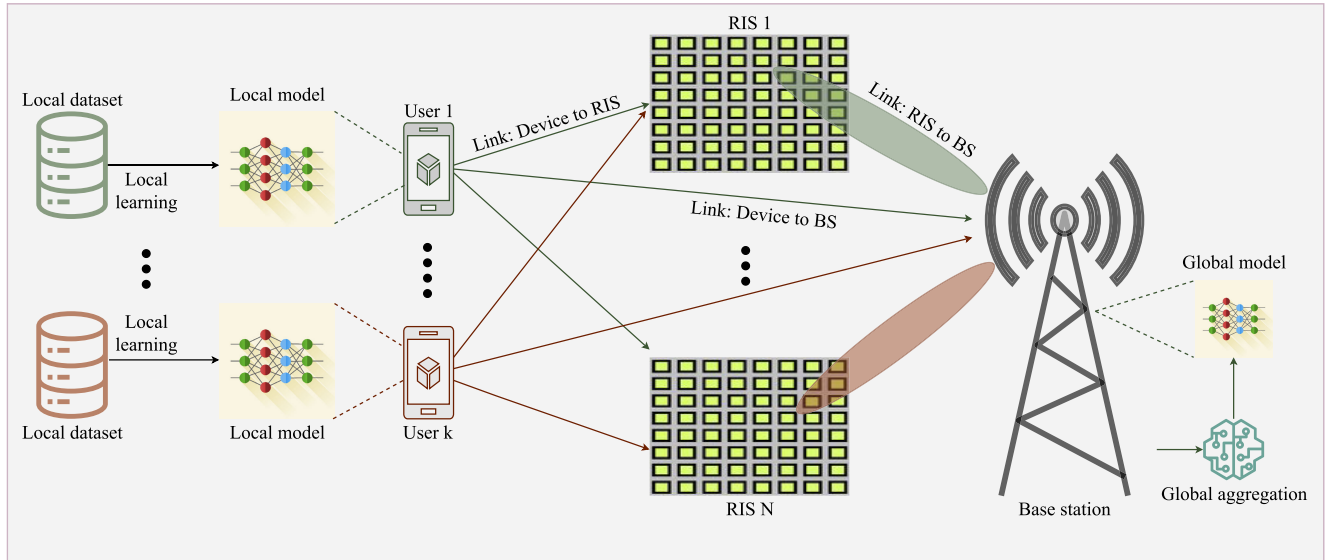 RIS 1
Local dataset
Local model
User 1
Link: Device to RIS
Link: RIS to BS
Local
learning
Link: Device to BS
Global model
Local
learning
Local dataset
Local model
User k
RIS N
Base station
Global aggregation